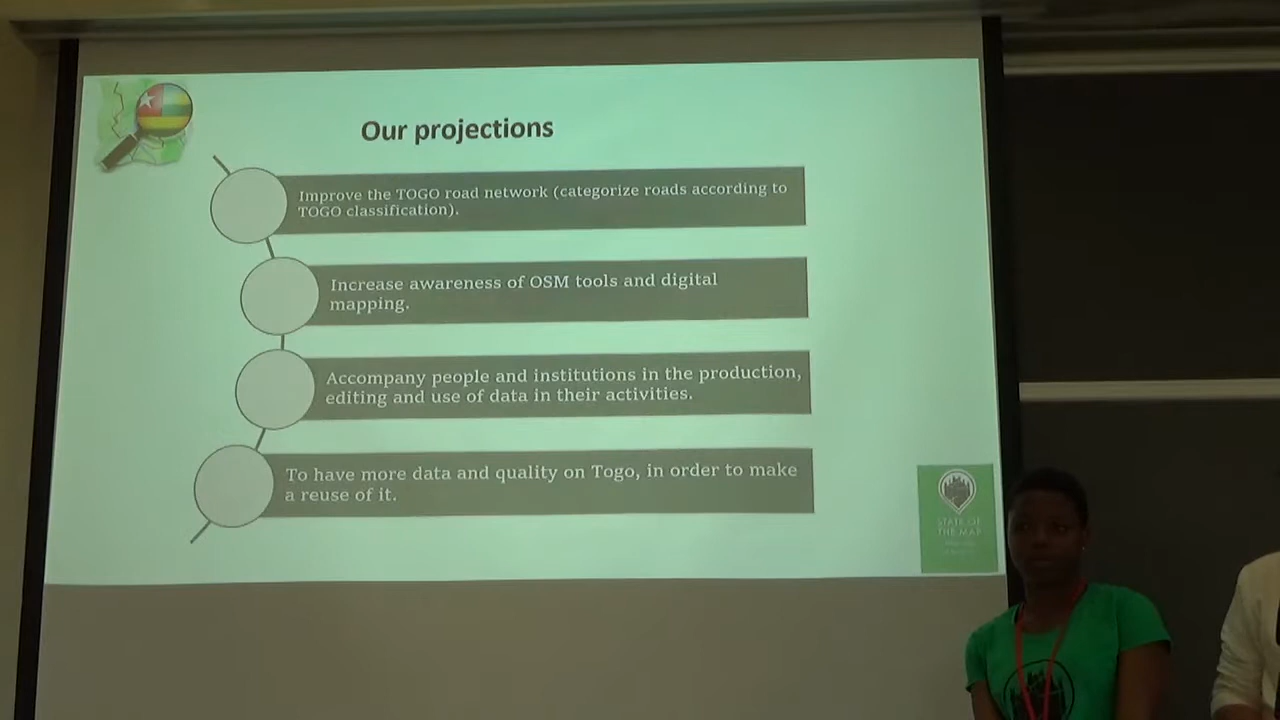 Our projections
Improve the TOGO road network (categorize roads according to
TOGO classification).
Increase awareness of OSM tools and digital
mapping.
Accompany people and institutions in the production,
editing and use of data in their activities.
To have more data and quality on Togo, in order to make
a reuse of it.
STATE OF
THE MAP